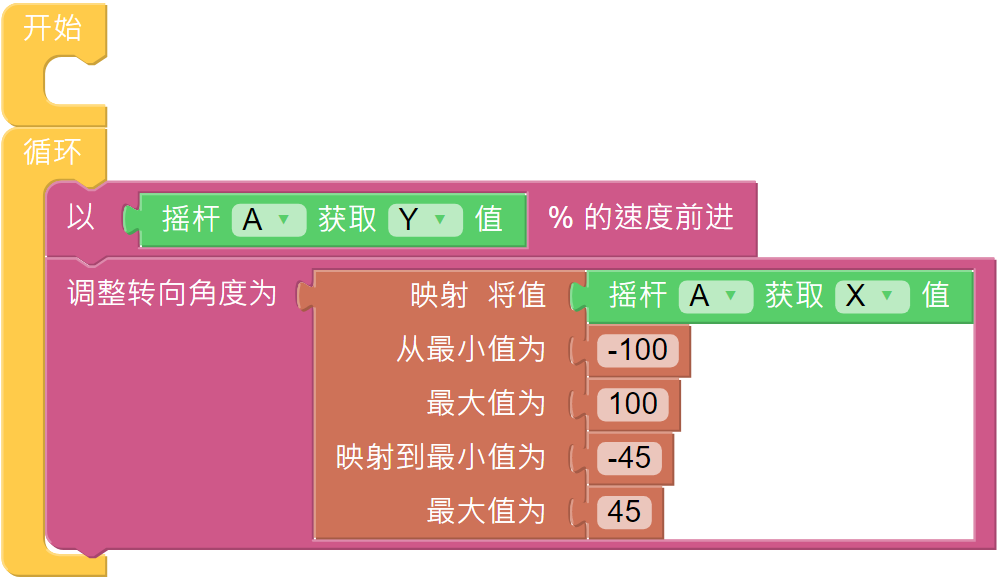 开始
循环
以 摇杆 A 获取 Y 值 % 的速度前进
调整转向角度为 映射 将值 摇杆 A 获取 X 值
从最小值为 -100
最大值为 100
映射到最小值为 -45
最大值为 45